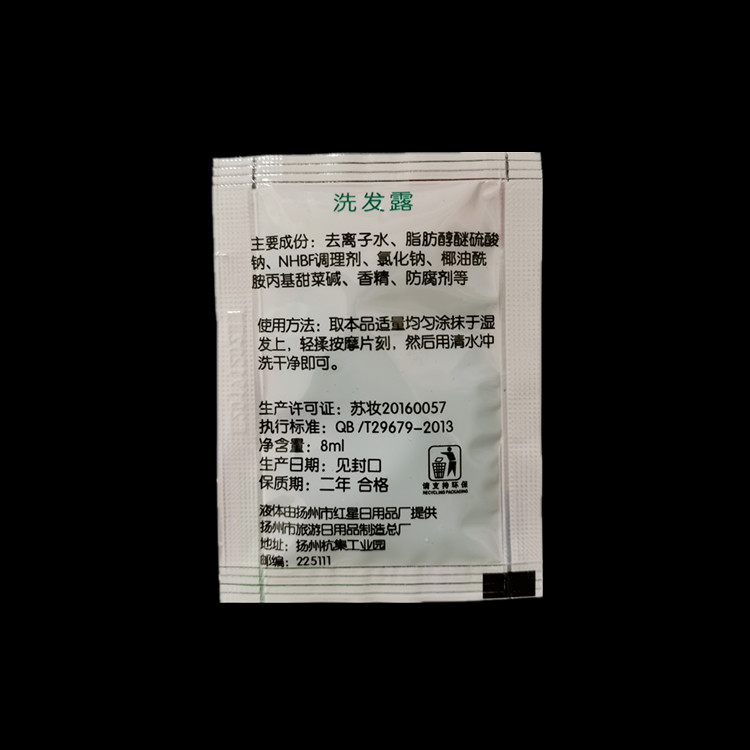 洗发露
主要成份：去离子水、脂肪醇醚硫酸
钠、NHBF调理剂、氯化钠、椰油酰
胺丙基甜菜碱、香精、防腐剂等
使用方法：取本品适量均匀涂抹于湿
发上，轻揉按摩片刻，然后用清水冲
洗干净即可。
生产许可证：苏妆20160057
执行标准：QB/T29679-2013
净含量：8ml
生产日期：见封口
保质期：二年 合格
请支持环保
RECYCLING PACKAGING
液体由扬州市红星日用品厂提供
扬州市旅游日用品制造总厂
地址：扬州杭集工业园
邮编：225111